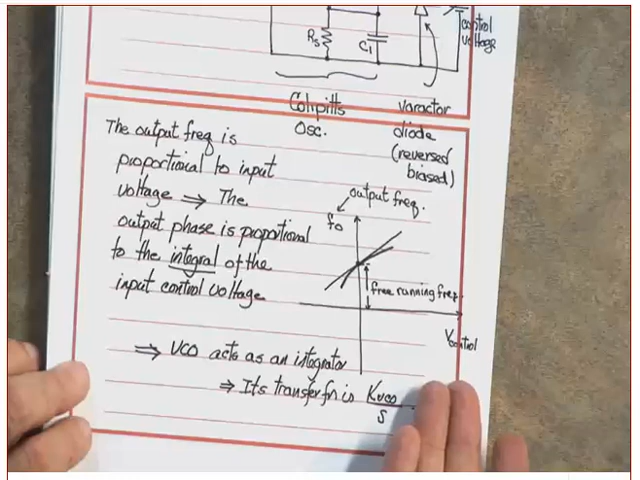 Rs
C1
control
voltage
Colpitts
Osc.
varactor
diode
(reversed
biased)
The output freq is
proportional to input
voltage ⇒ The
output phase is proportional
to the integral of the
input control voltage
output freq.
fo
free running freq.
Vcontrol
⇒ VCO acts as an integrator
⇒ Its transfer fn is Kvco
S